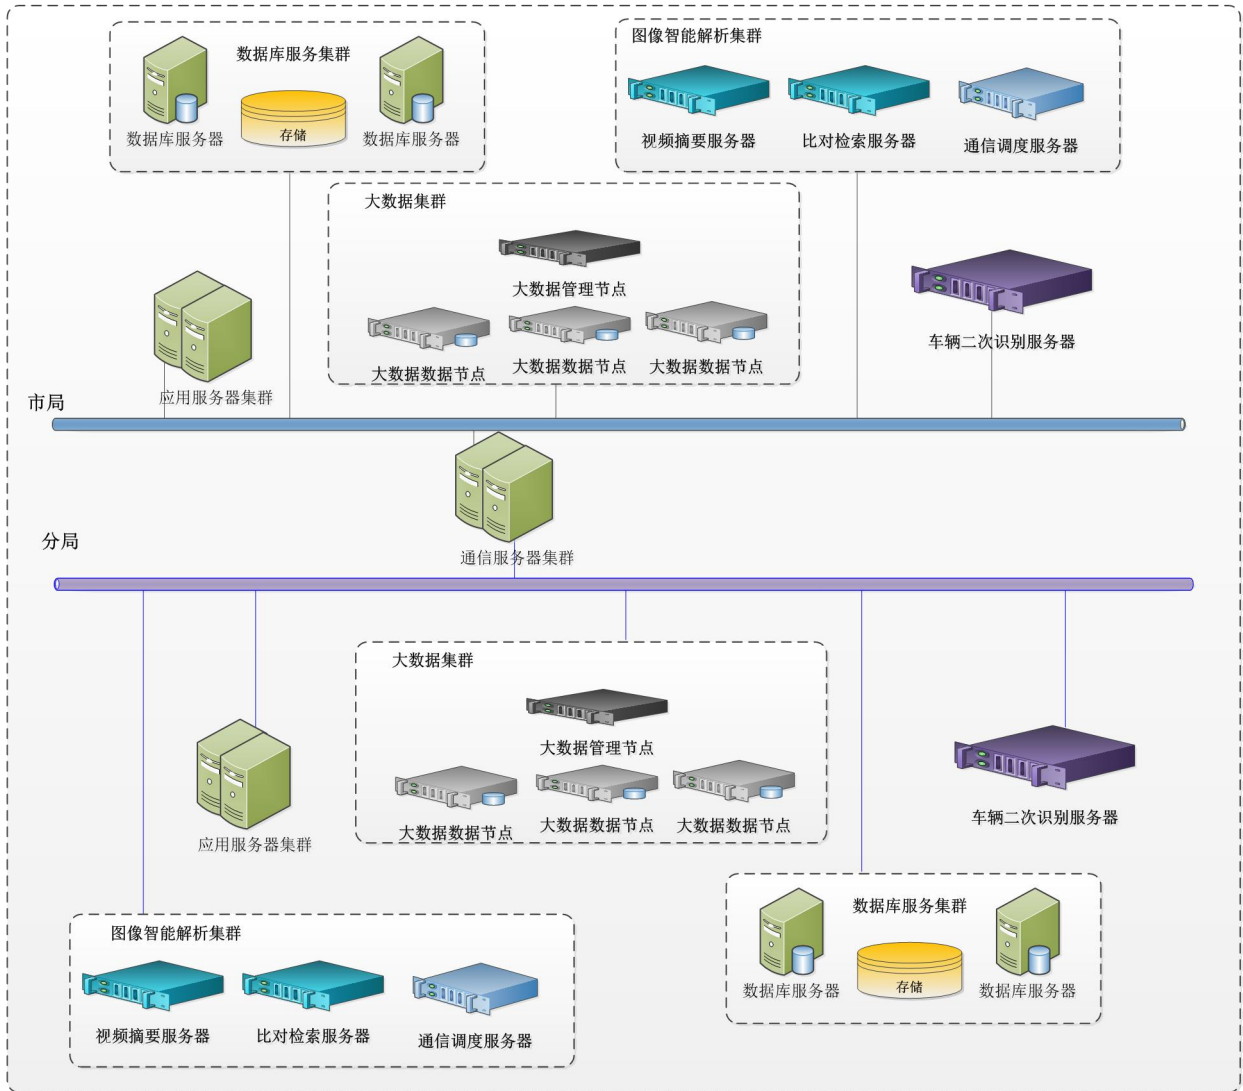 数据库服务集群
存储
数据库服务器
数据库服务器
图像智能解析集群
视频摘要服务器
比对检索服务器
通信调度服务器
大数据集群
大数据管理节点
大数据数据节点
大数据数据节点
大数据数据节点
车辆二次识别服务器
应用服务器集群
市局
通信服务器集群
分局
大数据集群
大数据管理节点
大数据数据节点
大数据数据节点
大数据数据节点
应用服务器集群
车辆二次识别服务器
数据库服务集群
存储
数据库服务器
数据库服务器
图像智能解析集群
视频摘要服务器
比对检索服务器
通信调度服务器